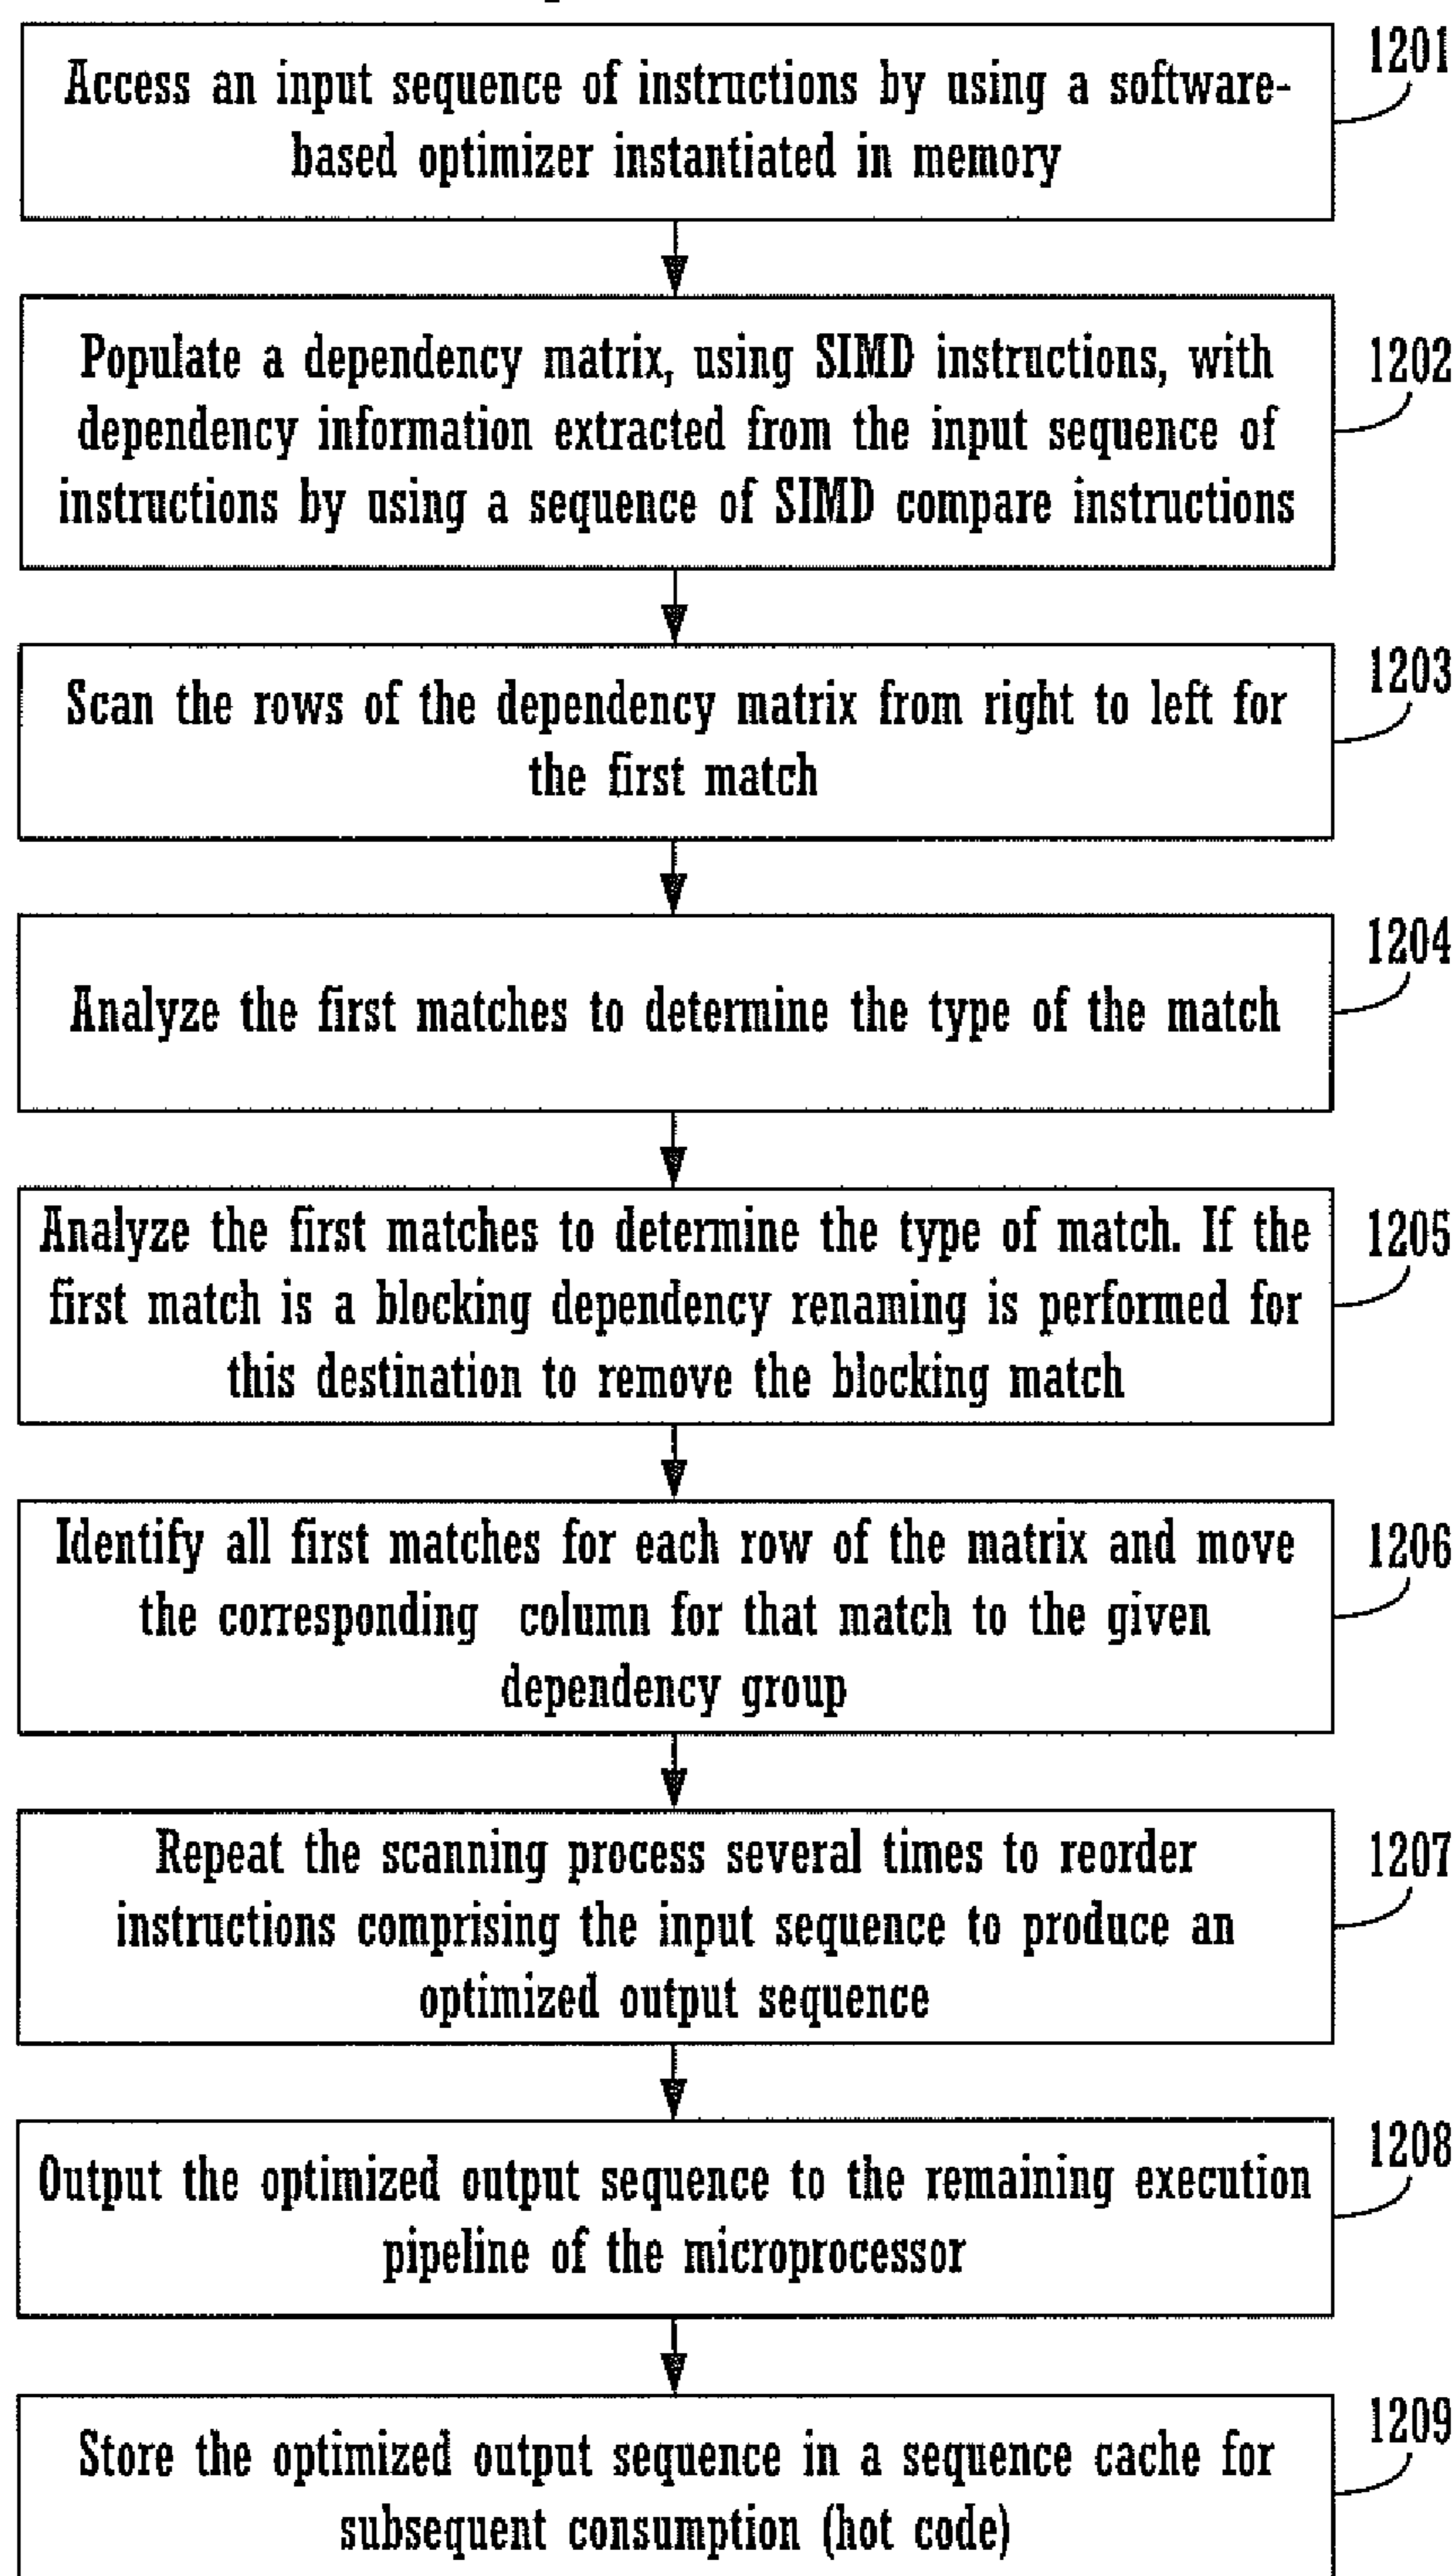 1201
Access an input sequence of instructions by using a software-
based optimizer instantiated in memory
1202
Populate a dependency matrix, using SIMD instructions, with
dependency information extracted from the input sequence of
instructions by using a sequence of SIMD compare instructions
1203
Scan the rows of the dependency matrix from right to left for
the first match
1204
Analyze the first matches to determine the type of the match
1205
Analyze the first matches to determine the type of match. If the
first match is a blocking dependency renaming is performed for
this destination to remove the blocking match
1206
Identify all first matches for each row of the matrix and move
the corresponding column for that match to the given
dependency group
1207
Repeat the scanning process several times to reorder
instructions comprising the input sequence to produce an
optimized output sequence
1208
Output the optimized output sequence to the remaining execution
pipeline of the microprocessor
1209
Store the optimized output sequence in a sequence cache for
subsequent consumption (hot code)